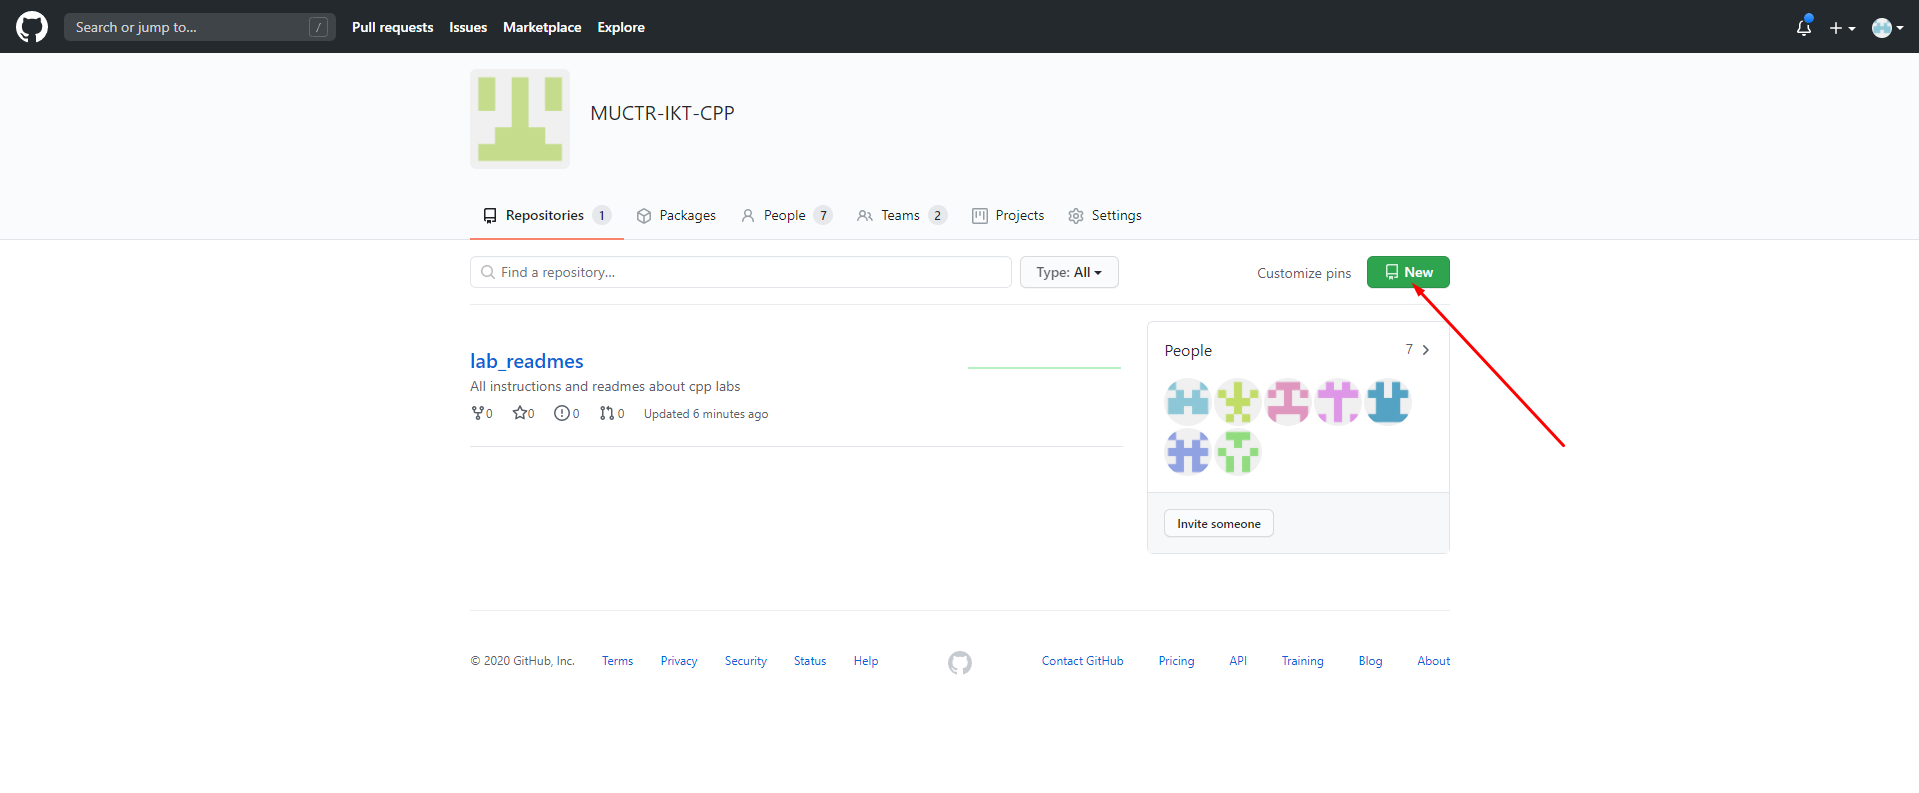 Search or jump to... / Pull requests Issues Marketplace Explore
MUCTR-IKT-CPP
Repositories 1 Packages People 7 Teams 2 Projects Settings
Find a repository... Type: All Customize pins New
People 7
lab_readmes
All instructions and readmes about cpp labs
0 0 0 0 Updated 6 minutes ago
Invite someone
© 2020 GitHub, Inc. Terms Privacy Security Status Help Contact GitHub Pricing API Training Blog About